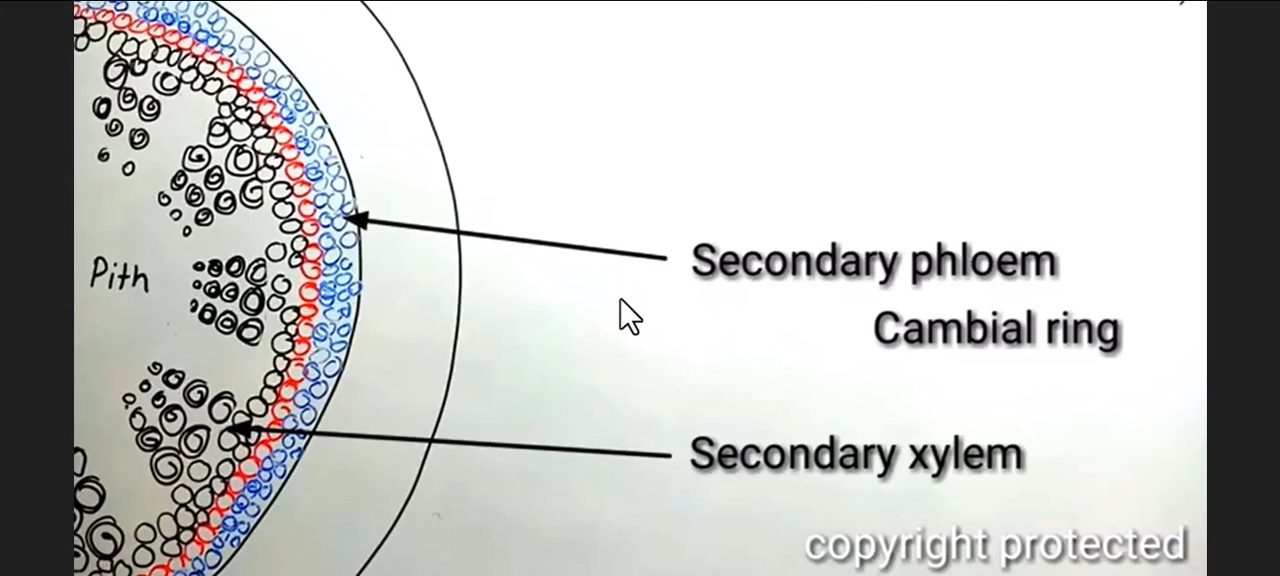 Pith
Secondary phloem
Cambial ring
Secondary xylem
copyright protected